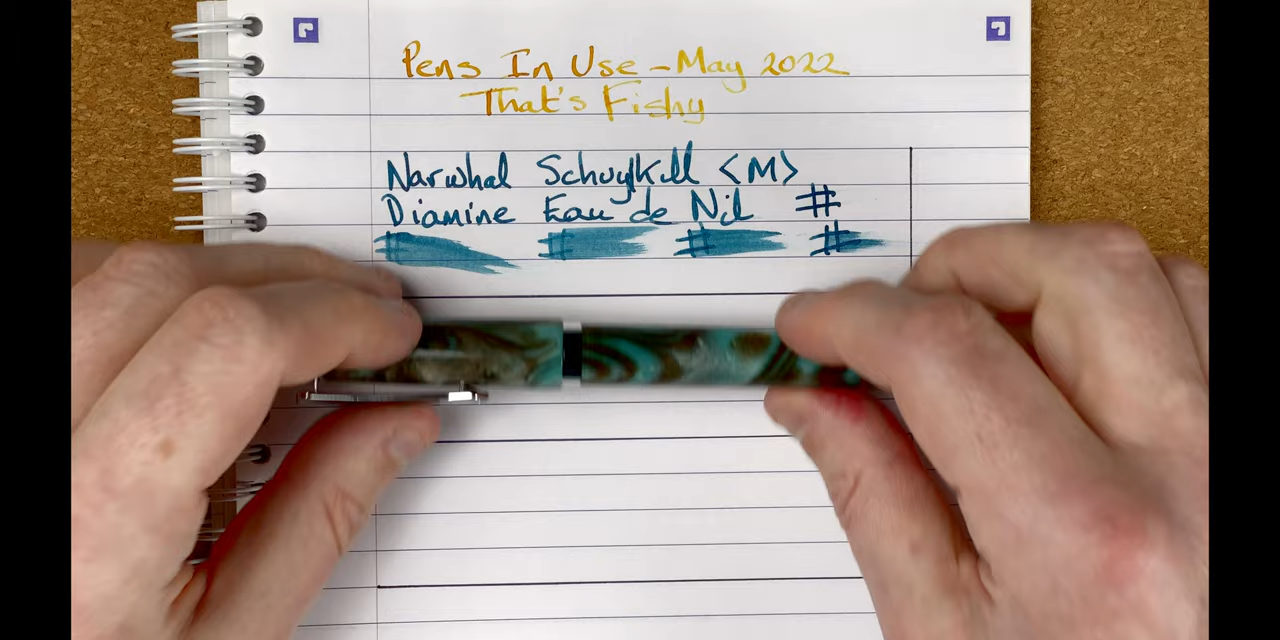 Pens In Use - May 2022
That's Fishy
Narwhal Schuylkill <M>
Diamine Eau de Nil #
# # # #